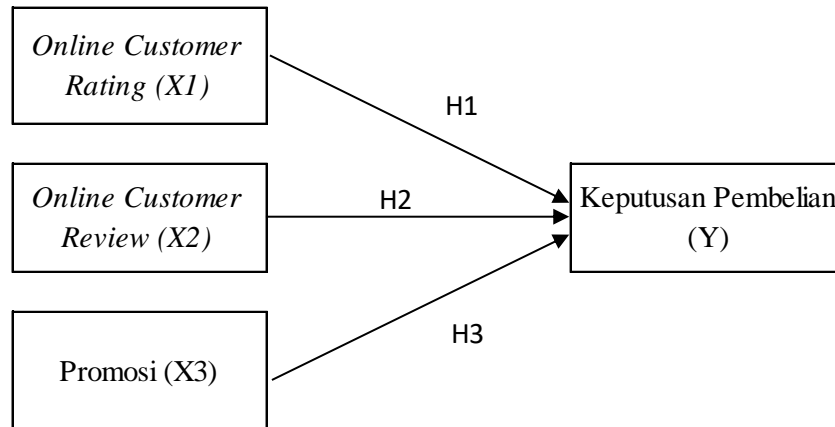 Online Customer
Rating (X1)
H1
Online Customer
Review (X2)
H2
Keputusan Pembelian
(Y)
H3
Promosi (X3)